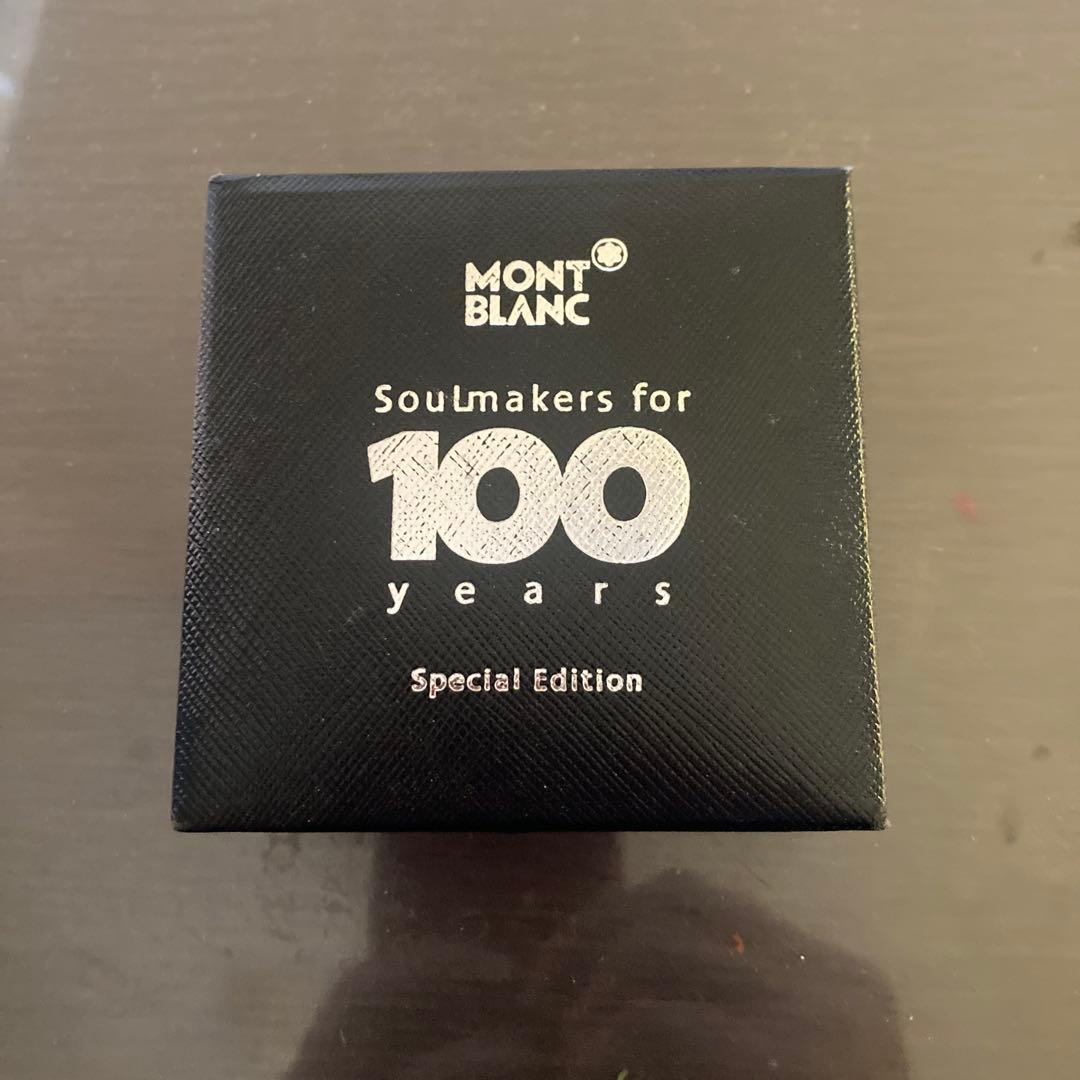 MONT
BLANC
Soulmakers for
100
years
Special Edition